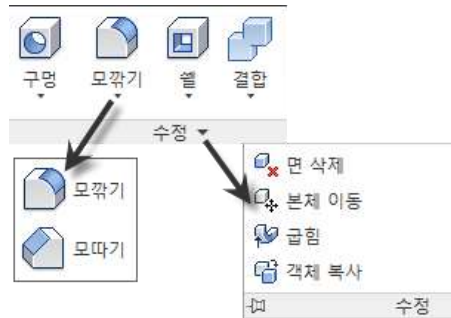 구멍 모깎기 쉘 결합
수정
모깎기
모따기
면 삭제
본체 이동
굽힘
객체 복사
수정